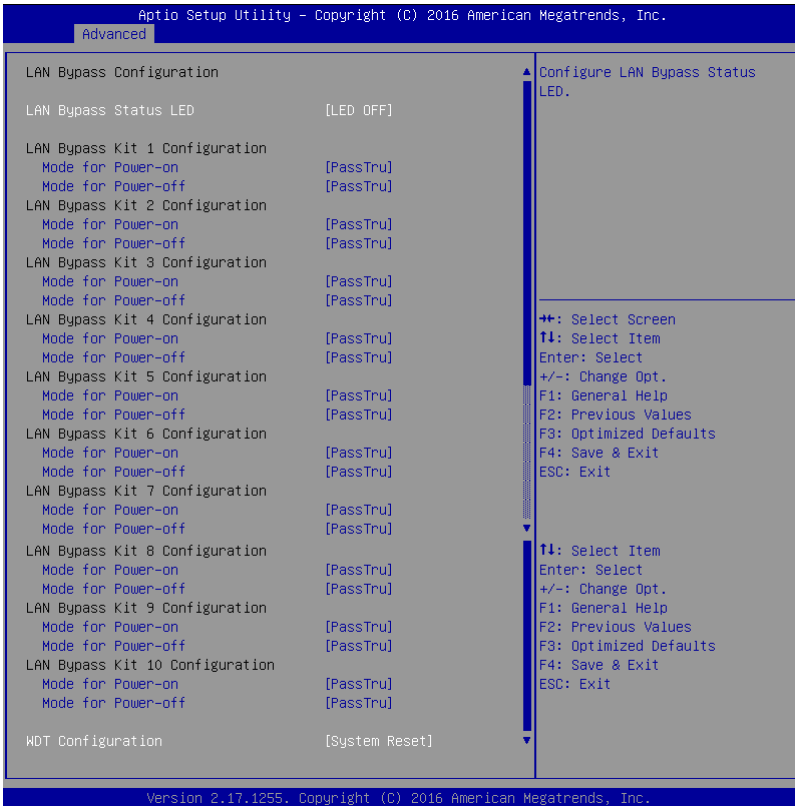 Aptio Setup Utility – Copyright (C) 2016 American Megatrends, Inc.
Advanced
LAN Bypass Configuration
LAN Bypass Status LED [LED OFF]
LAN Bypass Kit 1 Configuration
Mode for Power-on [PassTru]
Mode for Power-off [PassTru]
LAN Bypass Kit 2 Configuration
Mode for Power-on [PassTru]
Mode for Power-off [PassTru]
LAN Bypass Kit 3 Configuration
Mode for Power-on [PassTru]
Mode for Power-off [PassTru]
LAN Bypass Kit 4 Configuration
Mode for Power-on [PassTru]
Mode for Power-off [PassTru]
LAN Bypass Kit 5 Configuration
Mode for Power-on [PassTru]
Mode for Power-off [PassTru]
LAN Bypass Kit 6 Configuration
Mode for Power-on [PassTru]
Mode for Power-off [PassTru]
LAN Bypass Kit 7 Configuration
Mode for Power-on [PassTru]
Mode for Power-off [PassTru]
LAN Bypass Kit 8 Configuration
Mode for Power-on [PassTru]
Mode for Power-off [PassTru]
LAN Bypass Kit 9 Configuration
Mode for Power-on [PassTru]
Mode for Power-off [PassTru]
LAN Bypass Kit 10 Configuration
Mode for Power-on [PassTru]
Mode for Power-off [PassTru]
WDT Configuration [System Reset]
Configure LAN Bypass Status
LED.
→←: Select Screen
↑↓: Select Item
Enter: Select
+/-: Change Opt.
F1: General Help
F2: Previous Values
F3: Optimized Defaults
F4: Save & Exit
ESC: Exit
↑↓: Select Item
Enter: Select
+/-: Change Opt.
F1: General Help
F2: Previous Values
F3: Optimized Defaults
F4: Save & Exit
ESC: Exit
Version 2.17.1255. Copyright (C) 2016 American Megatrends, Inc.